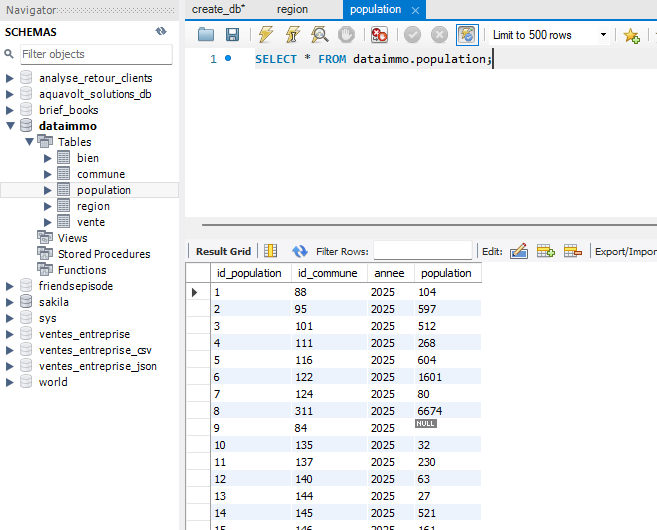 Navigator
create_db*
region
population
SCHEMAS
Filter objects
analyse_retour_clients
aquavolt_solutions_db
brief_books
dataimmo
Tables
bien
commune
population
region
vente
Views
Stored Procedures
Functions
friendsepisode
sakila
sys
ventes_entreprise
ventes_entreprise_csv
ventes_entreprise_json
world
Limit to 500 rows
1 SELECT * FROM dataimmo.population;
Result Grid Filter Rows: Edit: Export/Impor
id_population id_commune annee population
1 88 2025 104
2 95 2025 597
3 101 2025 512
4 111 2025 268
5 116 2025 604
6 122 2025 1601
7 124 2025 80
8 311 2025 6674
9 84 2025 NULL
10 135 2025 32
11 137 2025 230
12 140 2025 63
13 144 2025 27
14 145 2025 521
15 146 2025 161